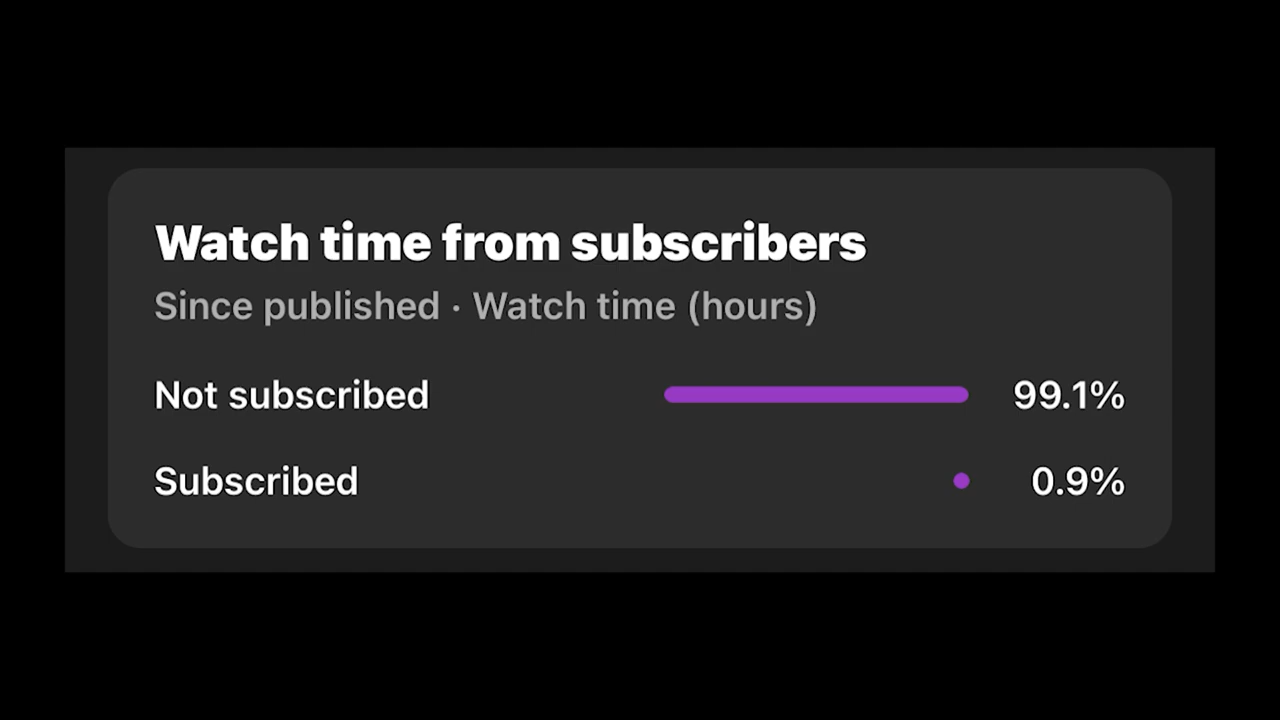 Watch time from subscribers
Since published · Watch time (hours)
Not subscribed 99.1%
Subscribed 0.9%